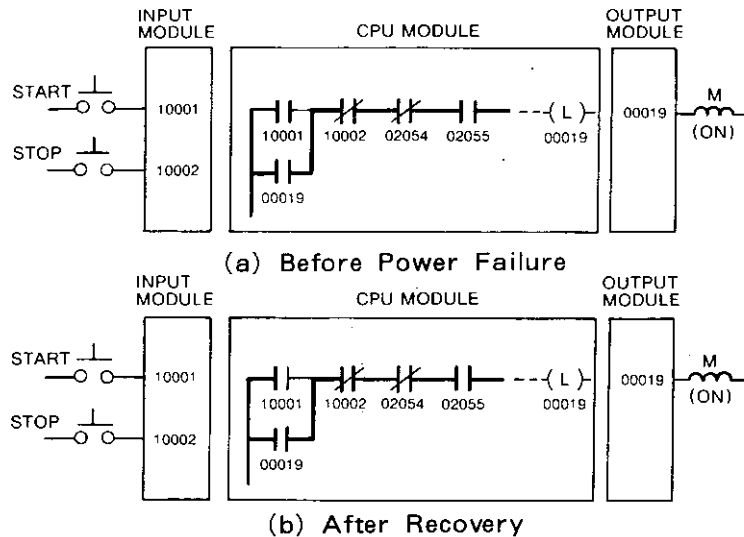 INPUT MODULE
CPU MODULE
OUTPUT MODULE
START
10001
STOP
10002
10001
10002
02054
02055
L
00019
00019
00019
M
(ON)
(a) Before Power Failure
INPUT MODULE
CPU MODULE
OUTPUT MODULE
START
10001
STOP
10002
10001
10002
02054
02055
L
00019
00019
00019
M
(ON)
(b) After Recovery